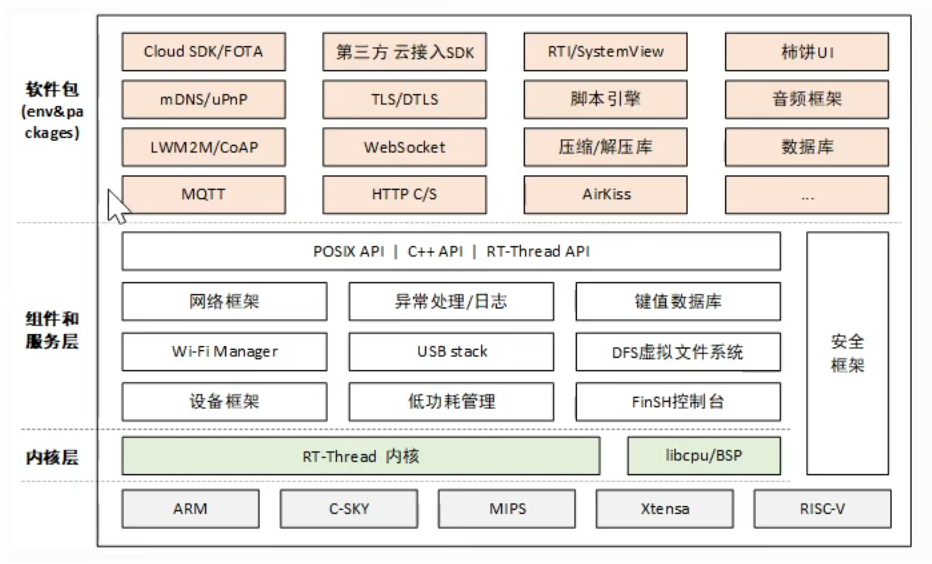 软件包
(env&pa
ckages)
Cloud SDK/FOTA
第三方 云接入SDK
RTI/SystemView
柿饼UI
mDNS/uPnP
TLS/DTLS
脚本引擎
音频框架
LWM2M/CoAP
WebSocket
压缩/解压库
数据库
MQTT
HTTP C/S
AirKiss
...
组件和
服务层
POSIX API | C++ API | RT-Thread API
网络框架
异常处理/日志
键值数据库
Wi-Fi Manager
USB stack
DFS虚拟文件系统
设备框架
低功耗管理
FinSH控制台
安全
框架
内核层
RT-Thread 内核
libcpu/BSP
ARM
C-SKY
MIPS
Xtensa
RISC-V